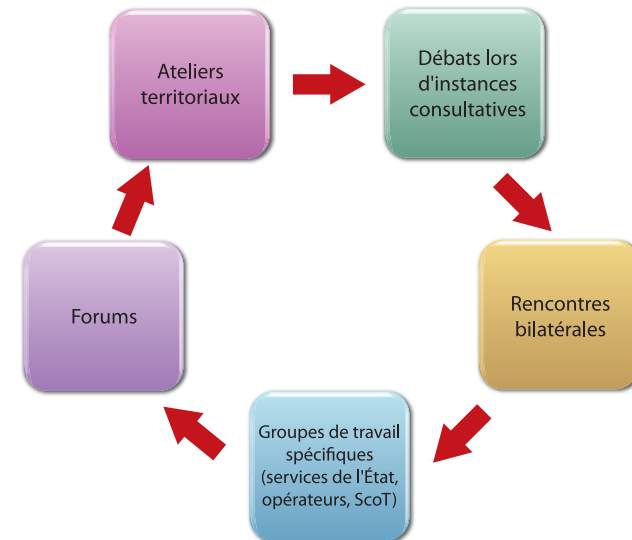 Ateliers
territoriaux
Débats lors
d'instances
consultatives
Rencontres
bilatérales
Groupes de travail
spécifiques
(services de l'État,
opérateurs, ScoT)
Forums